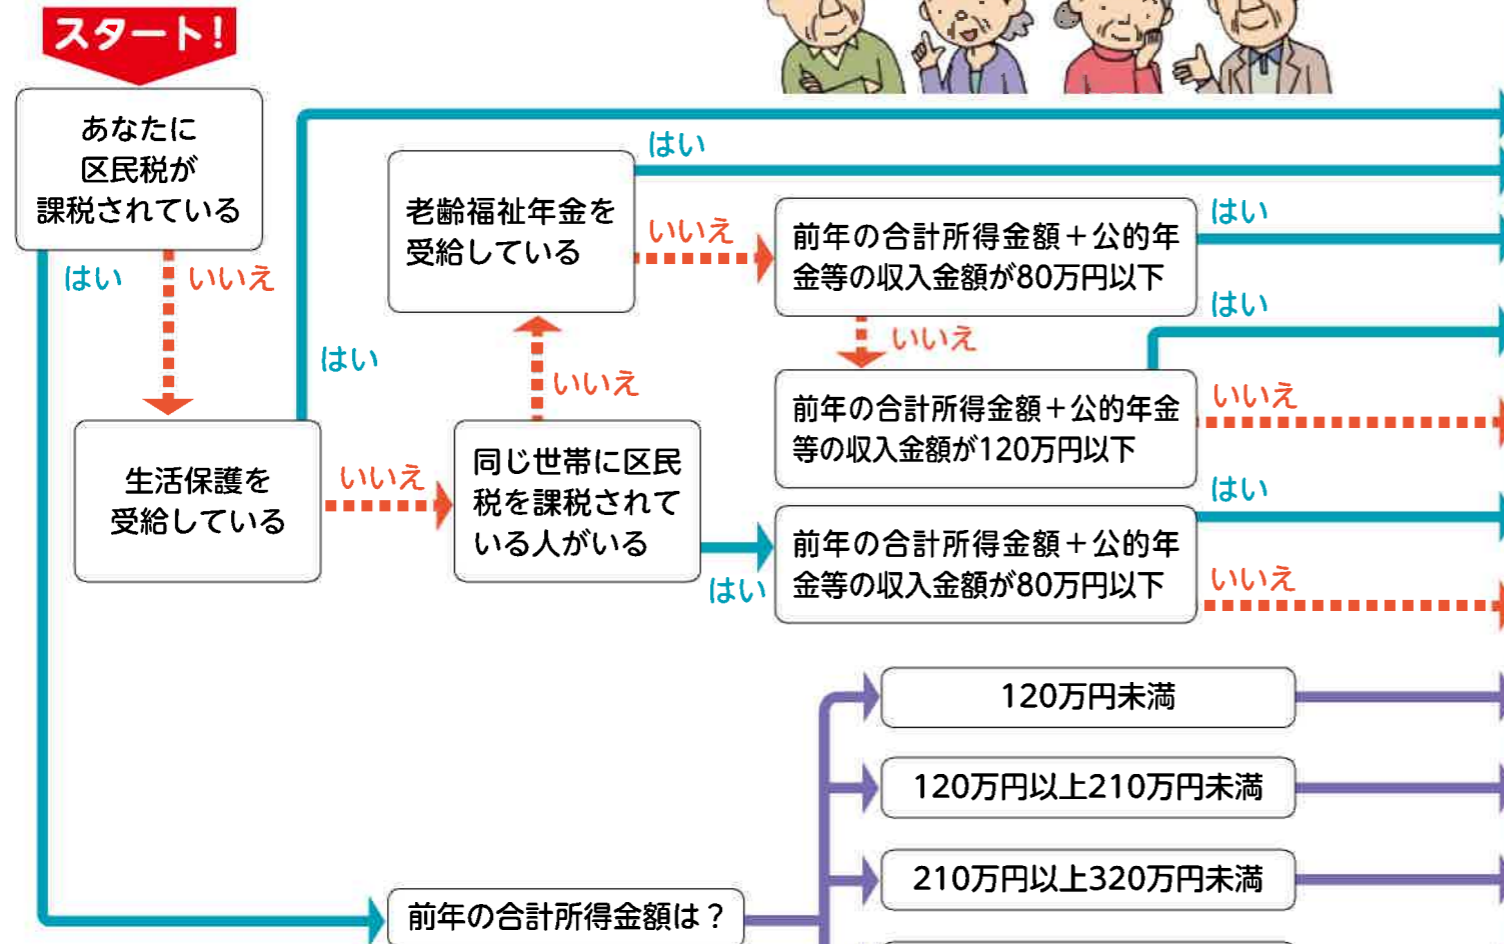 スタート！
あなたに
区民税が
課税されている
はい
いいえ
生活保護を
受給している
はい
いいえ
同じ世帯に区民
税を課税されて
いる人がいる
いいえ
はい
老齢福祉年金を
受給している
はい
いいえ
前年の合計所得金額＋公的年
金等の収入金額が80万円以下
はい
いいえ
前年の合計所得金額＋公的年金
等の収入金額が120万円以下
はい
いいえ
前年の合計所得金額＋公的年
金等の収入金額が80万円以下
はい
いいえ
前年の合計所得金額は？
120万円未満
120万円以上210万円未満
210万円以上320万円未満